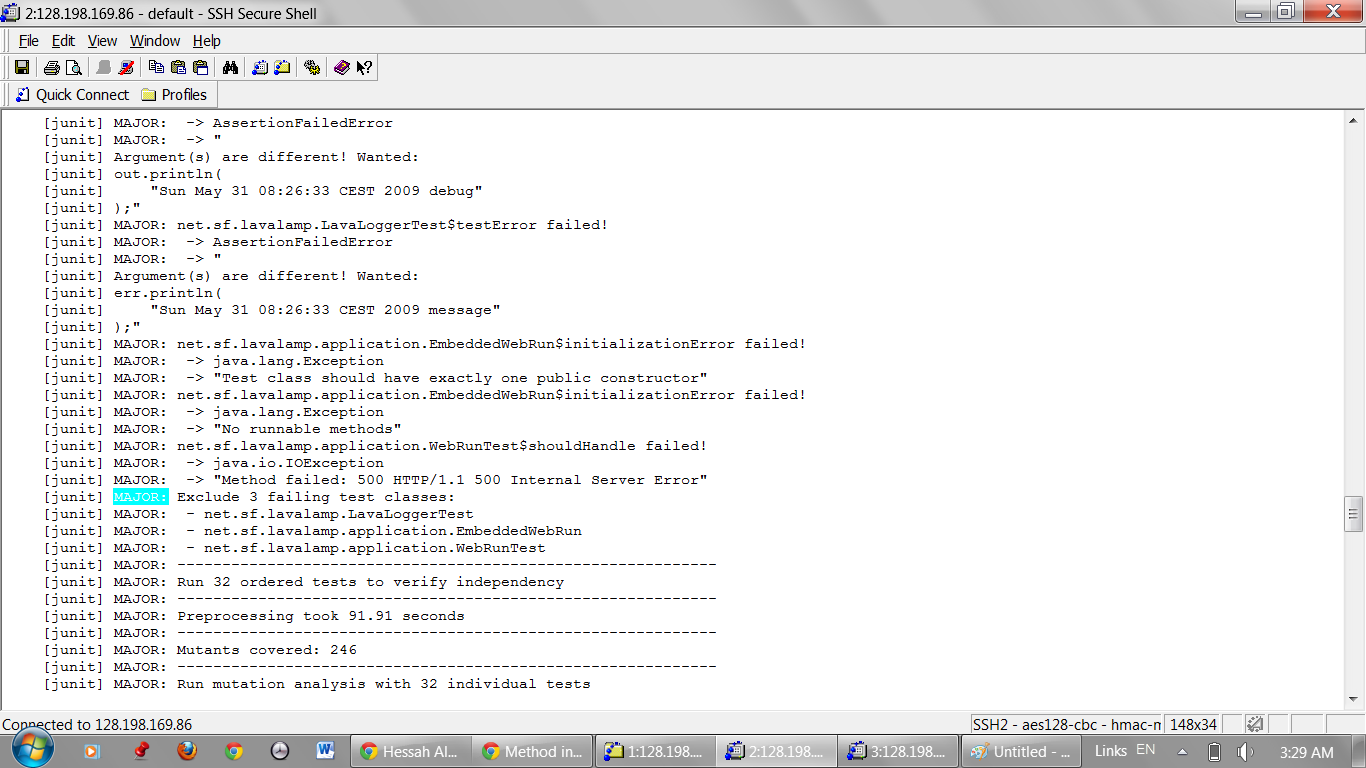 2:128.198.169.86 - default - SSH Secure Shell
File Edit View Window Help
Quick Connect Profiles
[junit] MAJOR:  -> AssertionFailedError
[junit] MAJOR:  -> "
[junit] Argument(s) are different! Wanted:
[junit] out.println(
[junit]     "Sun May 31 08:26:33 CEST 2009 debug"
[junit] );"
[junit] MAJOR: net.sf.lavalamp.LavaLoggerTest$testError failed!
[junit] MAJOR:  -> AssertionFailedError
[junit] MAJOR:  -> "
[junit] Argument(s) are different! Wanted:
[junit] err.println(
[junit]     "Sun May 31 08:26:33 CEST 2009 message"
[junit] );"
[junit] MAJOR: net.sf.lavalamp.application.EmbeddedWebRun$initializationError failed!
[junit] MAJOR:  -> java.lang.Exception
[junit] MAJOR:  -> "Test class should have exactly one public constructor"
[junit] MAJOR: net.sf.lavalamp.application.EmbeddedWebRun$initializationError failed!
[junit] MAJOR:  -> java.lang.Exception
[junit] MAJOR:  -> "No runnable methods"
[junit] MAJOR: net.sf.lavalamp.application.WebRunTest$shouldHandle failed!
[junit] MAJOR:  -> java.io.IOException
[junit] MAJOR:  -> "Method failed: 500 HTTP/1.1 500 Internal Server Error"
[junit] MAJOR: Exclude 3 failing test classes:
[junit] MAJOR:  - net.sf.lavalamp.LavaLoggerTest
[junit] MAJOR:  - net.sf.lavalamp.application.EmbeddedWebRun
[junit] MAJOR:  - net.sf.lavalamp.application.WebRunTest
[junit] MAJOR: ------------------------------------------------------------
[junit] MAJOR: Run 32 ordered tests to verify independency
[junit] MAJOR: ------------------------------------------------------------
[junit] MAJOR: Preprocessing took 91.91 seconds
[junit] MAJOR: ------------------------------------------------------------
[junit] MAJOR: Mutants covered: 246
[junit] MAJOR: ------------------------------------------------------------
[junit] MAJOR: Run mutation analysis with 32 individual tests
Connected to 128.198.169.86 SSH2 - aes128-cbc - hmac-m 148x34
Hessah Al... Method in... 1:128.198.... 2:128.198.... 3:128.198.... Untitled - ... Links EN 3:29 AM